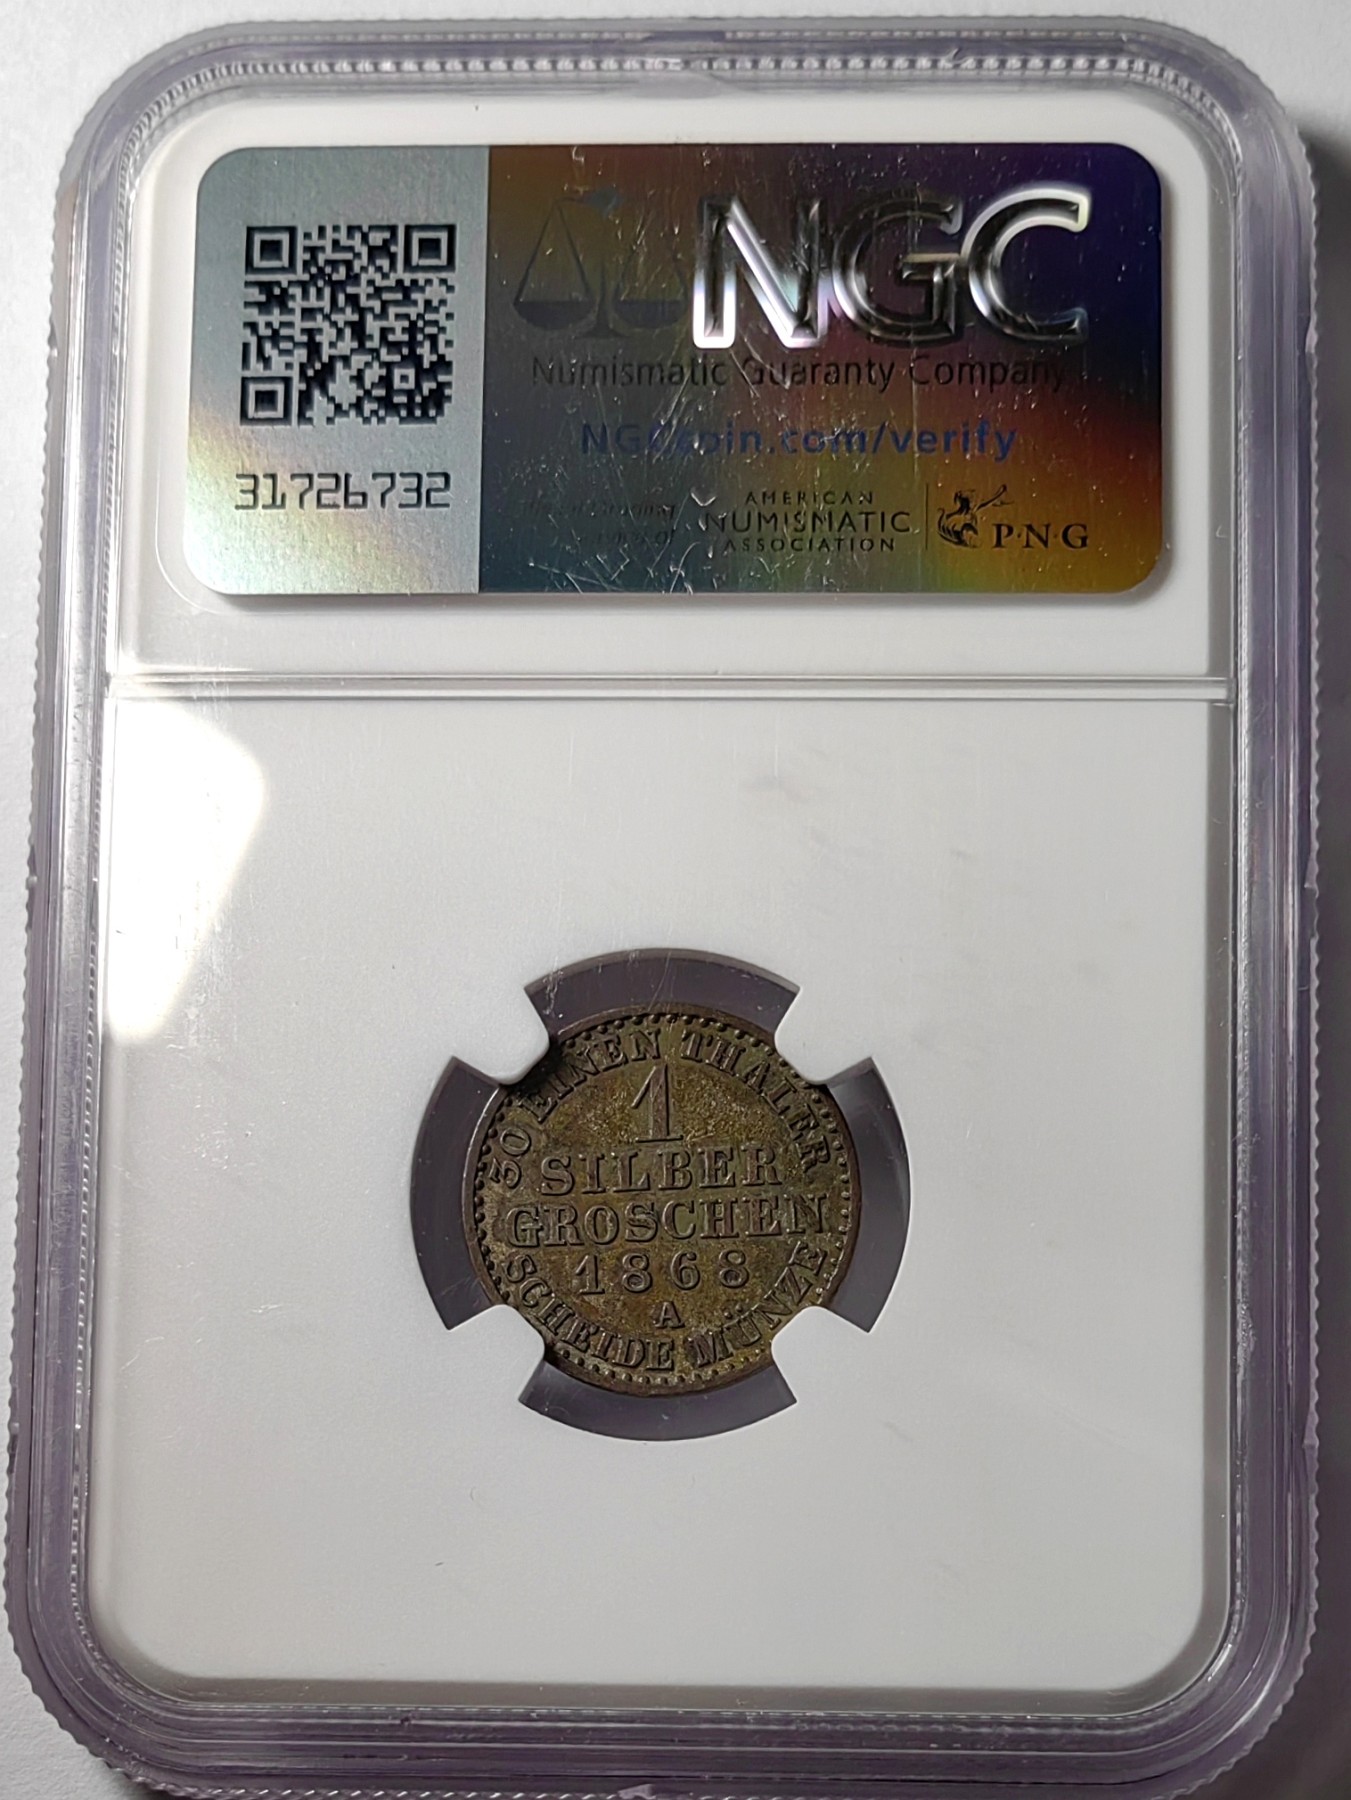 NGC
Numismatic Guaranty Company
NGCcoin.com/verify
31726732
AMERICAN
NUMISMATIC
ASSOCIATION
P·N·G
30 EINEN THALER
1
SILBER
GROSCHEN
1868
A
SCHEIDE MÜNZE